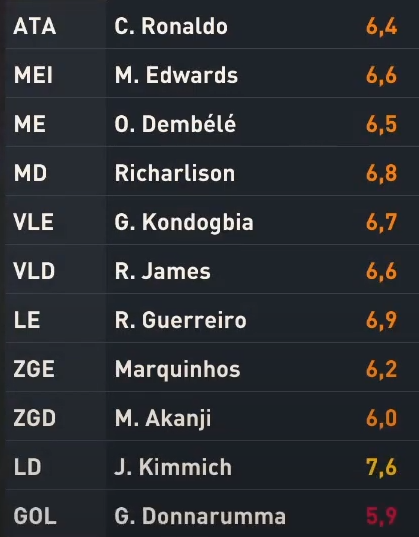 ATA C. Ronaldo 6,4
MEI M. Edwards 6,6
ME O. Dembélé 6,5
MD Richarlison 6,8
VLE G. Kondogbia 6,7
VLD R. James 6,6
LE R. Guerreiro 6,9
ZGE Marquinhos 6,2
ZGD M. Akanji 6,0
LD J. Kimmich 7,6
GOL G. Donnarumma 5,9